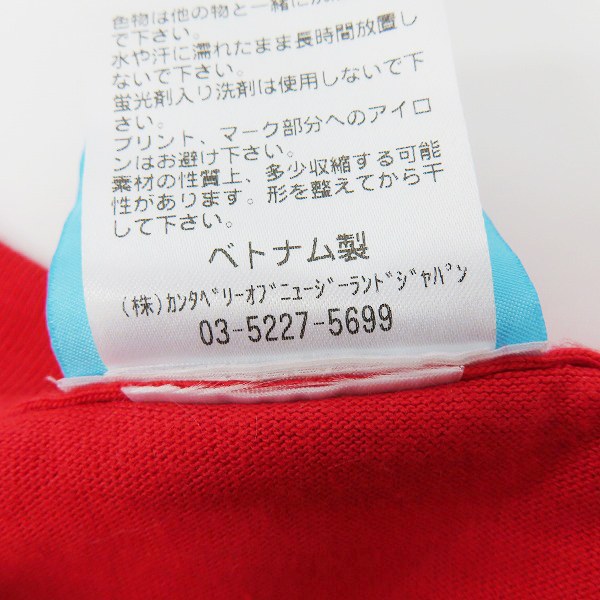 色物は他の物と一緒に洗
て下さい。
水や汗に濡れたまま長時間放置し
ないで下さい。
蛍光剤入り洗剤は使用しないで下
さい。
プリント、マーク部分へのアイロ
ンはお避け下さい。
素材の性質上、多少収縮する可能
性があります。形を整えてから干
して下さい。
ベトナム製
(株)ｶﾝﾀﾍﾞﾘｰｵﾌﾞﾆｭｰｼﾞｰﾗﾝﾄﾞｼﾞｬﾊﾟﾝ
03-5227-5699